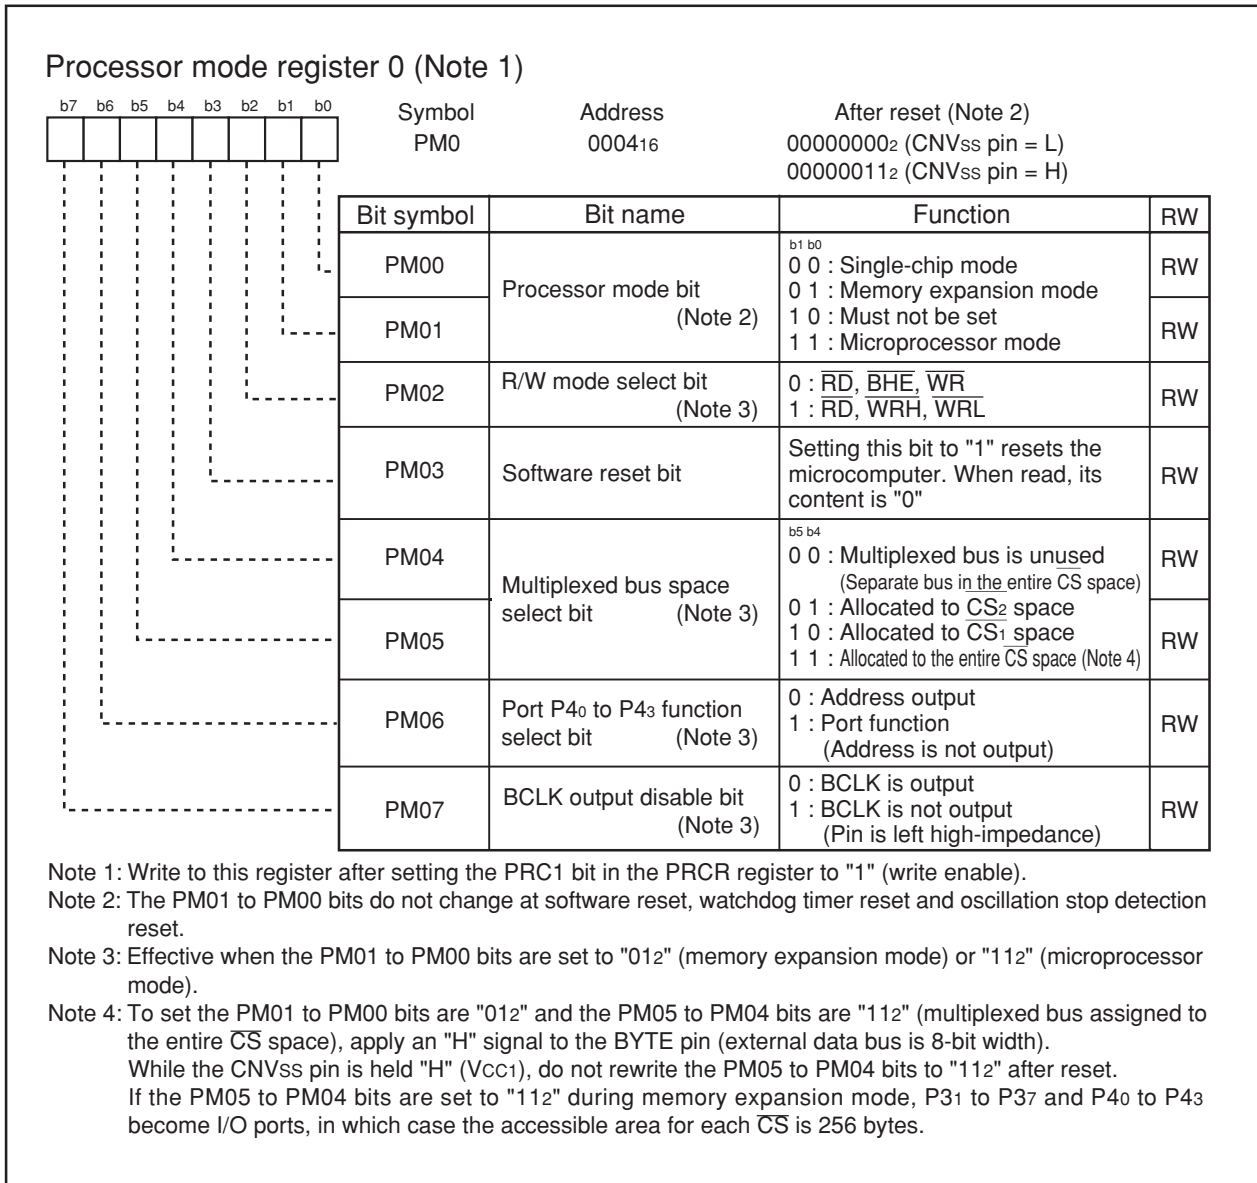 Processor mode register 0 (Note 1)
b7 b6 b5 b4 b3 b2 b1 b0
Symbol Address After reset (Note 2)
PM0 000416 000000002 (CNVSS pin = L)
000000112 (CNVSS pin = H)
Bit symbol Bit name Function RW
PM00 RW
PM01 RW
Processor mode bit
(Note 2)
b1 b0
0 0 : Single-chip mode
0 1 : Memory expansion mode
1 0 : Must not be set
1 1 : Microprocessor mode
PM02 RW
R/W mode select bit
(Note 3)
0 : RD, BHE, WR
1 : RD, WRH, WRL
PM03 RW
Software reset bit
Setting this bit to "1" resets the
microcomputer. When read, its
content is "0"
PM04 RW
PM05 RW
Multiplexed bus space
select bit (Note 3)
b5 b4
0 0 : Multiplexed bus is unused
(Separate bus in the entire CS space)
0 1 : Allocated to CS2 space
1 0 : Allocated to CS1 space
1 1 : Allocated to the entire CS space (Note 4)
PM06 RW
Port P40 to P43 function
select bit (Note 3)
0 : Address output
1 : Port function
(Address is not output)
PM07 RW
BCLK output disable bit
(Note 3)
0 : BCLK is output
1 : BCLK is not output
(Pin is left high-impedance)
Note 1: Write to this register after setting the PRC1 bit in the PRCR register to "1" (write enable).
Note 2: The PM01 to PM00 bits do not change at software reset, watchdog timer reset and oscillation stop detection
reset.
Note 3: Effective when the PM01 to PM00 bits are set to "012" (memory expansion mode) or "112" (microprocessor
mode).
Note 4: To set the PM01 to PM00 bits are "012" and the PM05 to PM04 bits are "112" (multiplexed bus assigned to
the entire CS space), apply an "H" signal to the BYTE pin (external data bus is 8-bit width).
While the CNVSS pin is held "H" (VCC1), do not rewrite the PM05 to PM04 bits to "112" after reset.
If the PM05 to PM04 bits are set to "112" during memory expansion mode, P31 to P37 and P40 to P43
become I/O ports, in which case the accessible area for each CS is 256 bytes.